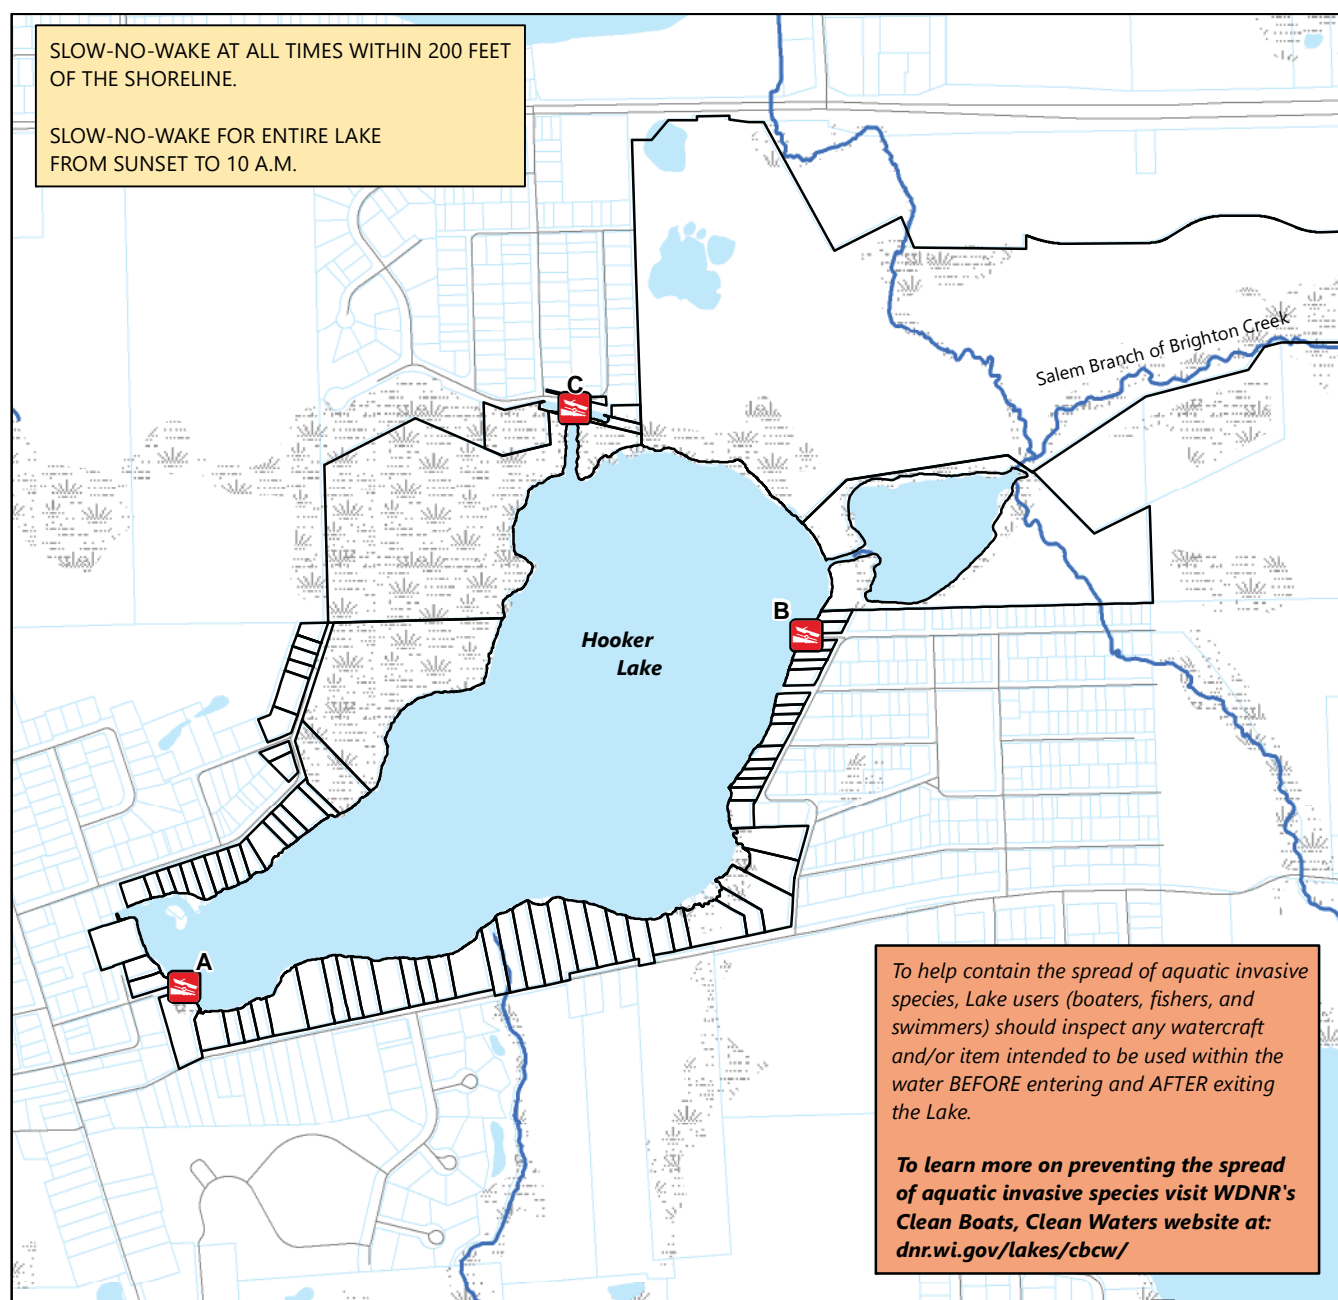 SLOW-NO-WAKE AT ALL TIMES WITHIN 200 FEET
OF THE SHORELINE.
SLOW-NO-WAKE FOR ENTIRE LAKE
FROM SUNSET TO 10 A.M.
Salem Branch of Brighton Creek
C
B
Hooker
Lake
A
To help contain the spread of aquatic invasive
species, Lake users (boaters, fishers, and
swimmers) should inspect any watercraft
and/or item intended to be used within the
water BEFORE entering and AFTER exiting
the Lake.
To learn more on preventing the spread
of aquatic invasive species visit WDNR's
Clean Boats, Clean Waters website at:
dnr.wi.gov/lakes/cbcw/